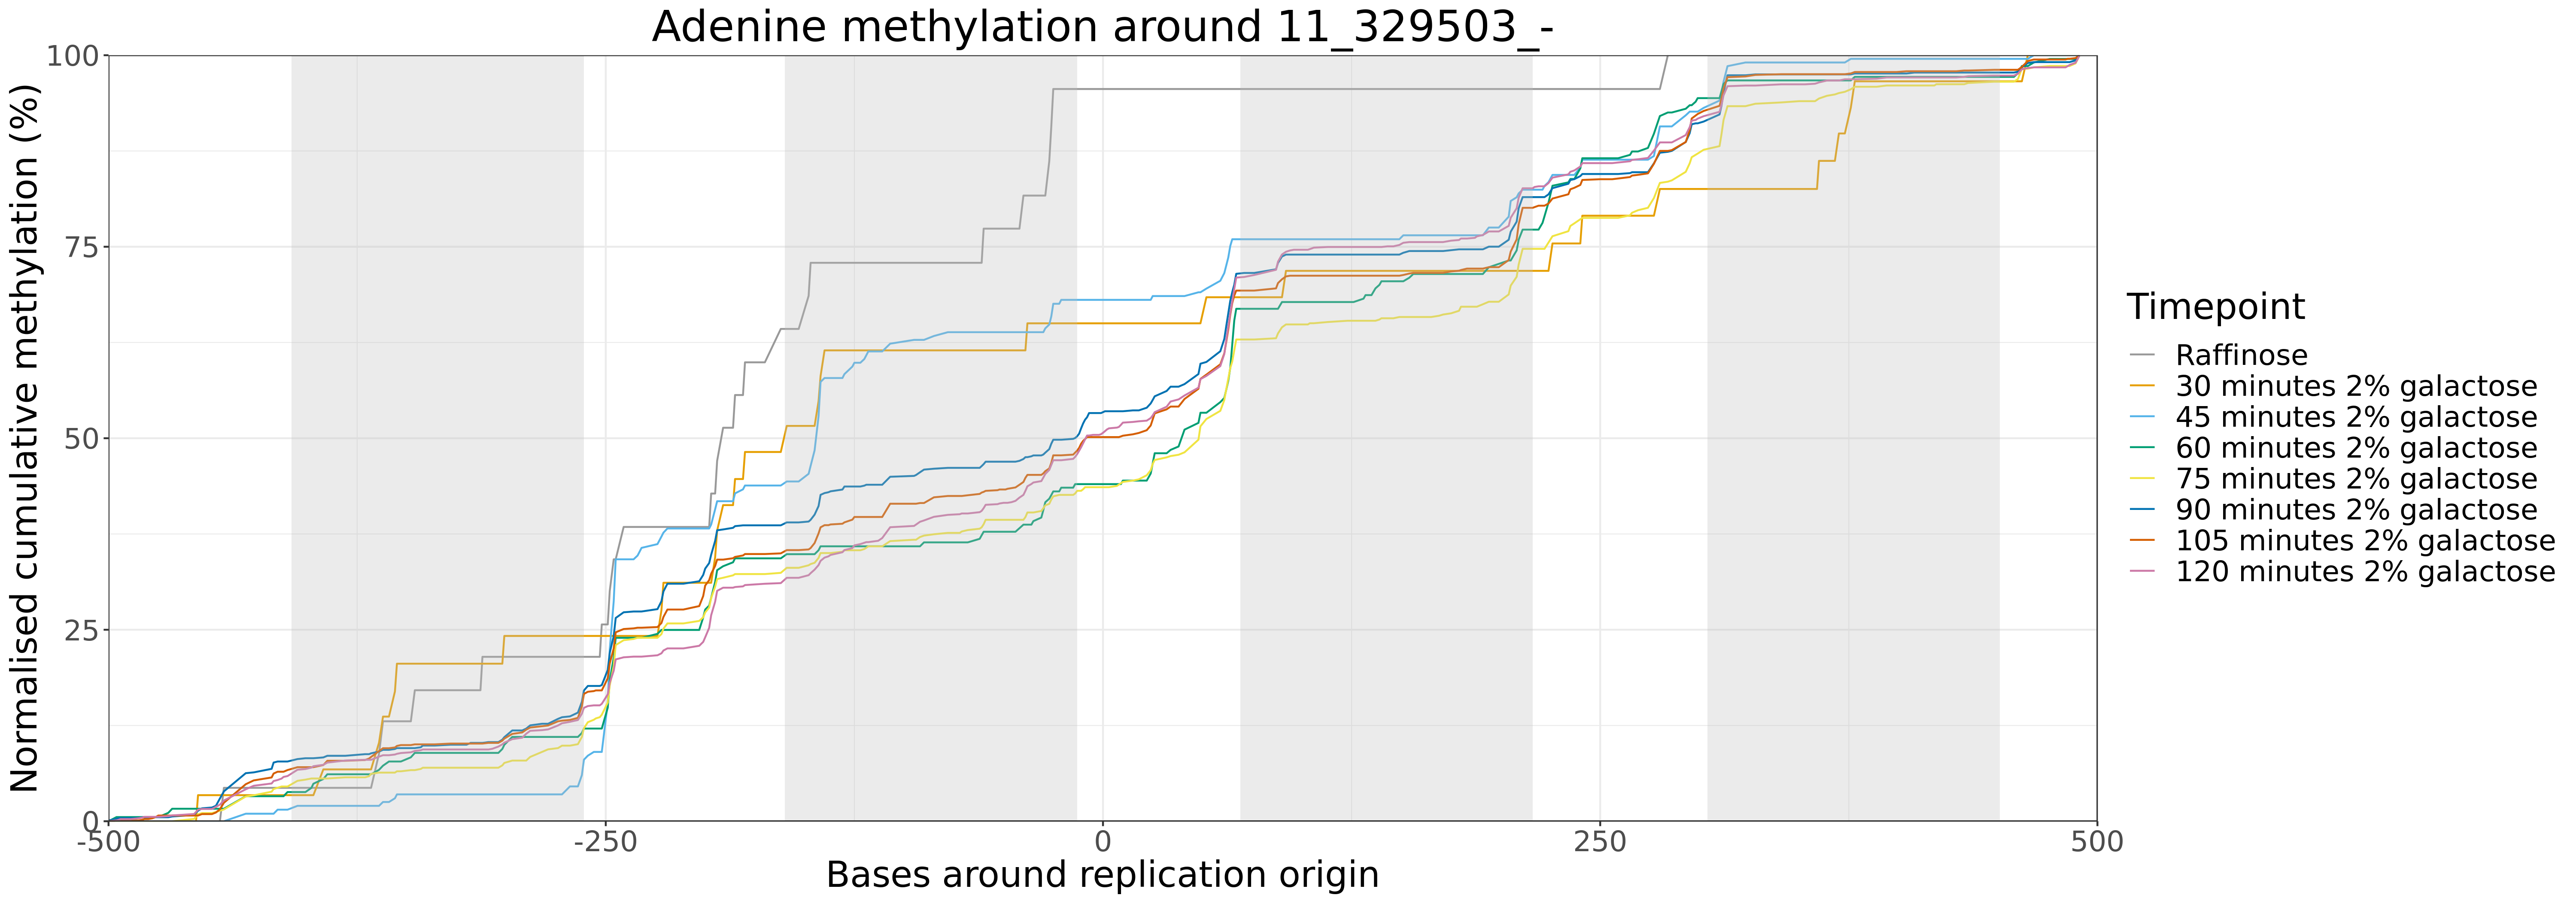 Adenine methylation around 11_329503_-
Normalised cumulative methylation (%)
100
75
50
25
0
-500
-250
0
250
500
Bases around replication origin
Timepoint
Raffinose
30 minutes 2% galactose
45 minutes 2% galactose
60 minutes 2% galactose
75 minutes 2% galactose
90 minutes 2% galactose
105 minutes 2% galactose
120 minutes 2% galactose